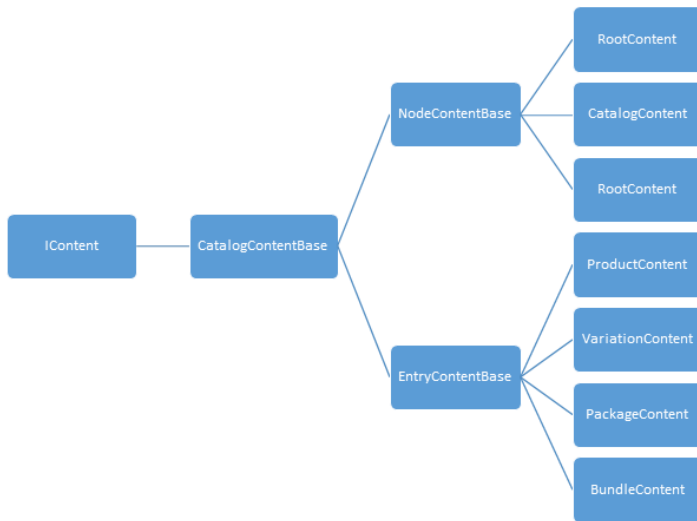 RootContent
NodeContentBase
CatalogContent
RootContent
IContent
CatalogContentBase
ProductContent
VariationContent
EntryContentBase
PackageContent
BundleContent